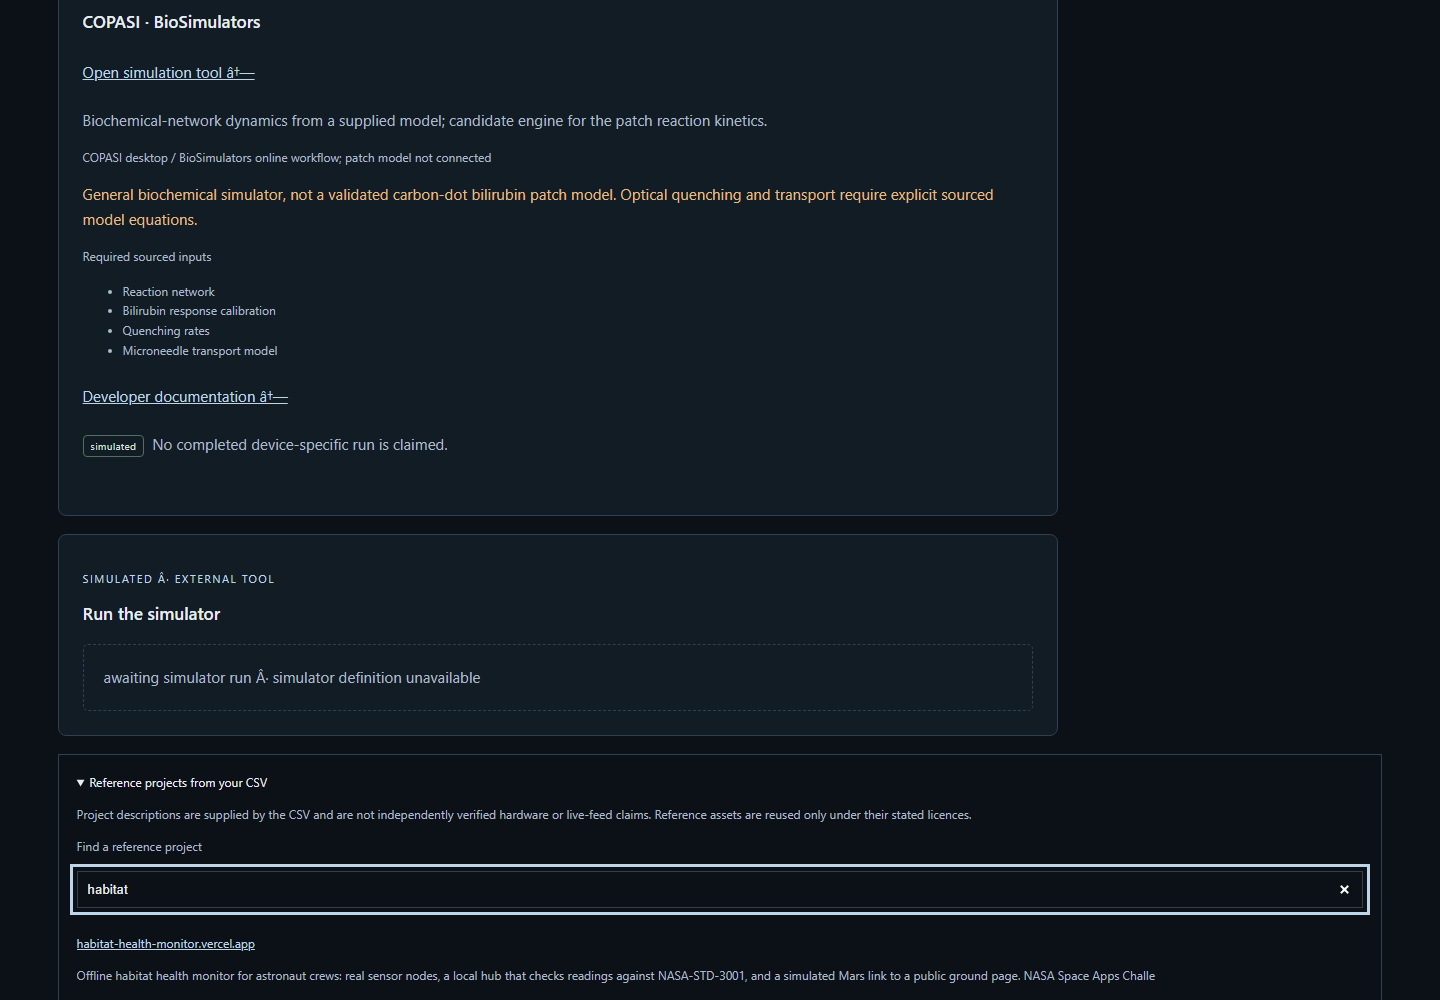 COPASI · BioSimulators
Open simulation tool â†—
Biochemical-network dynamics from a supplied model; candidate engine for the patch reaction kinetics.
COPASI desktop / BioSimulators online workflow; patch model not connected
General biochemical simulator, not a validated carbon-dot bilirubin patch model. Optical quenching and transport require explicit sourced
model equations.
Required sourced inputs
• Reaction network
• Bilirubin response calibration
• Quenching rates
• Microneedle transport model
Developer documentation â†—
simulated No completed device-specific run is claimed.
SIMULATED Â· EXTERNAL TOOL
Run the simulator
awaiting simulator run Â· simulator definition unavailable
▼ Reference projects from your CSV
Project descriptions are supplied by the CSV and are not independently verified hardware or live-feed claims. Reference assets are reused only under their stated licences.
Find a reference project
habitat ×
habitat-health-monitor.vercel.app
Offline habitat health monitor for astronaut crews: real sensor nodes, a local hub that checks readings against NASA-STD-3001, and a simulated Mars link to a public ground page. NASA Space Apps Challe